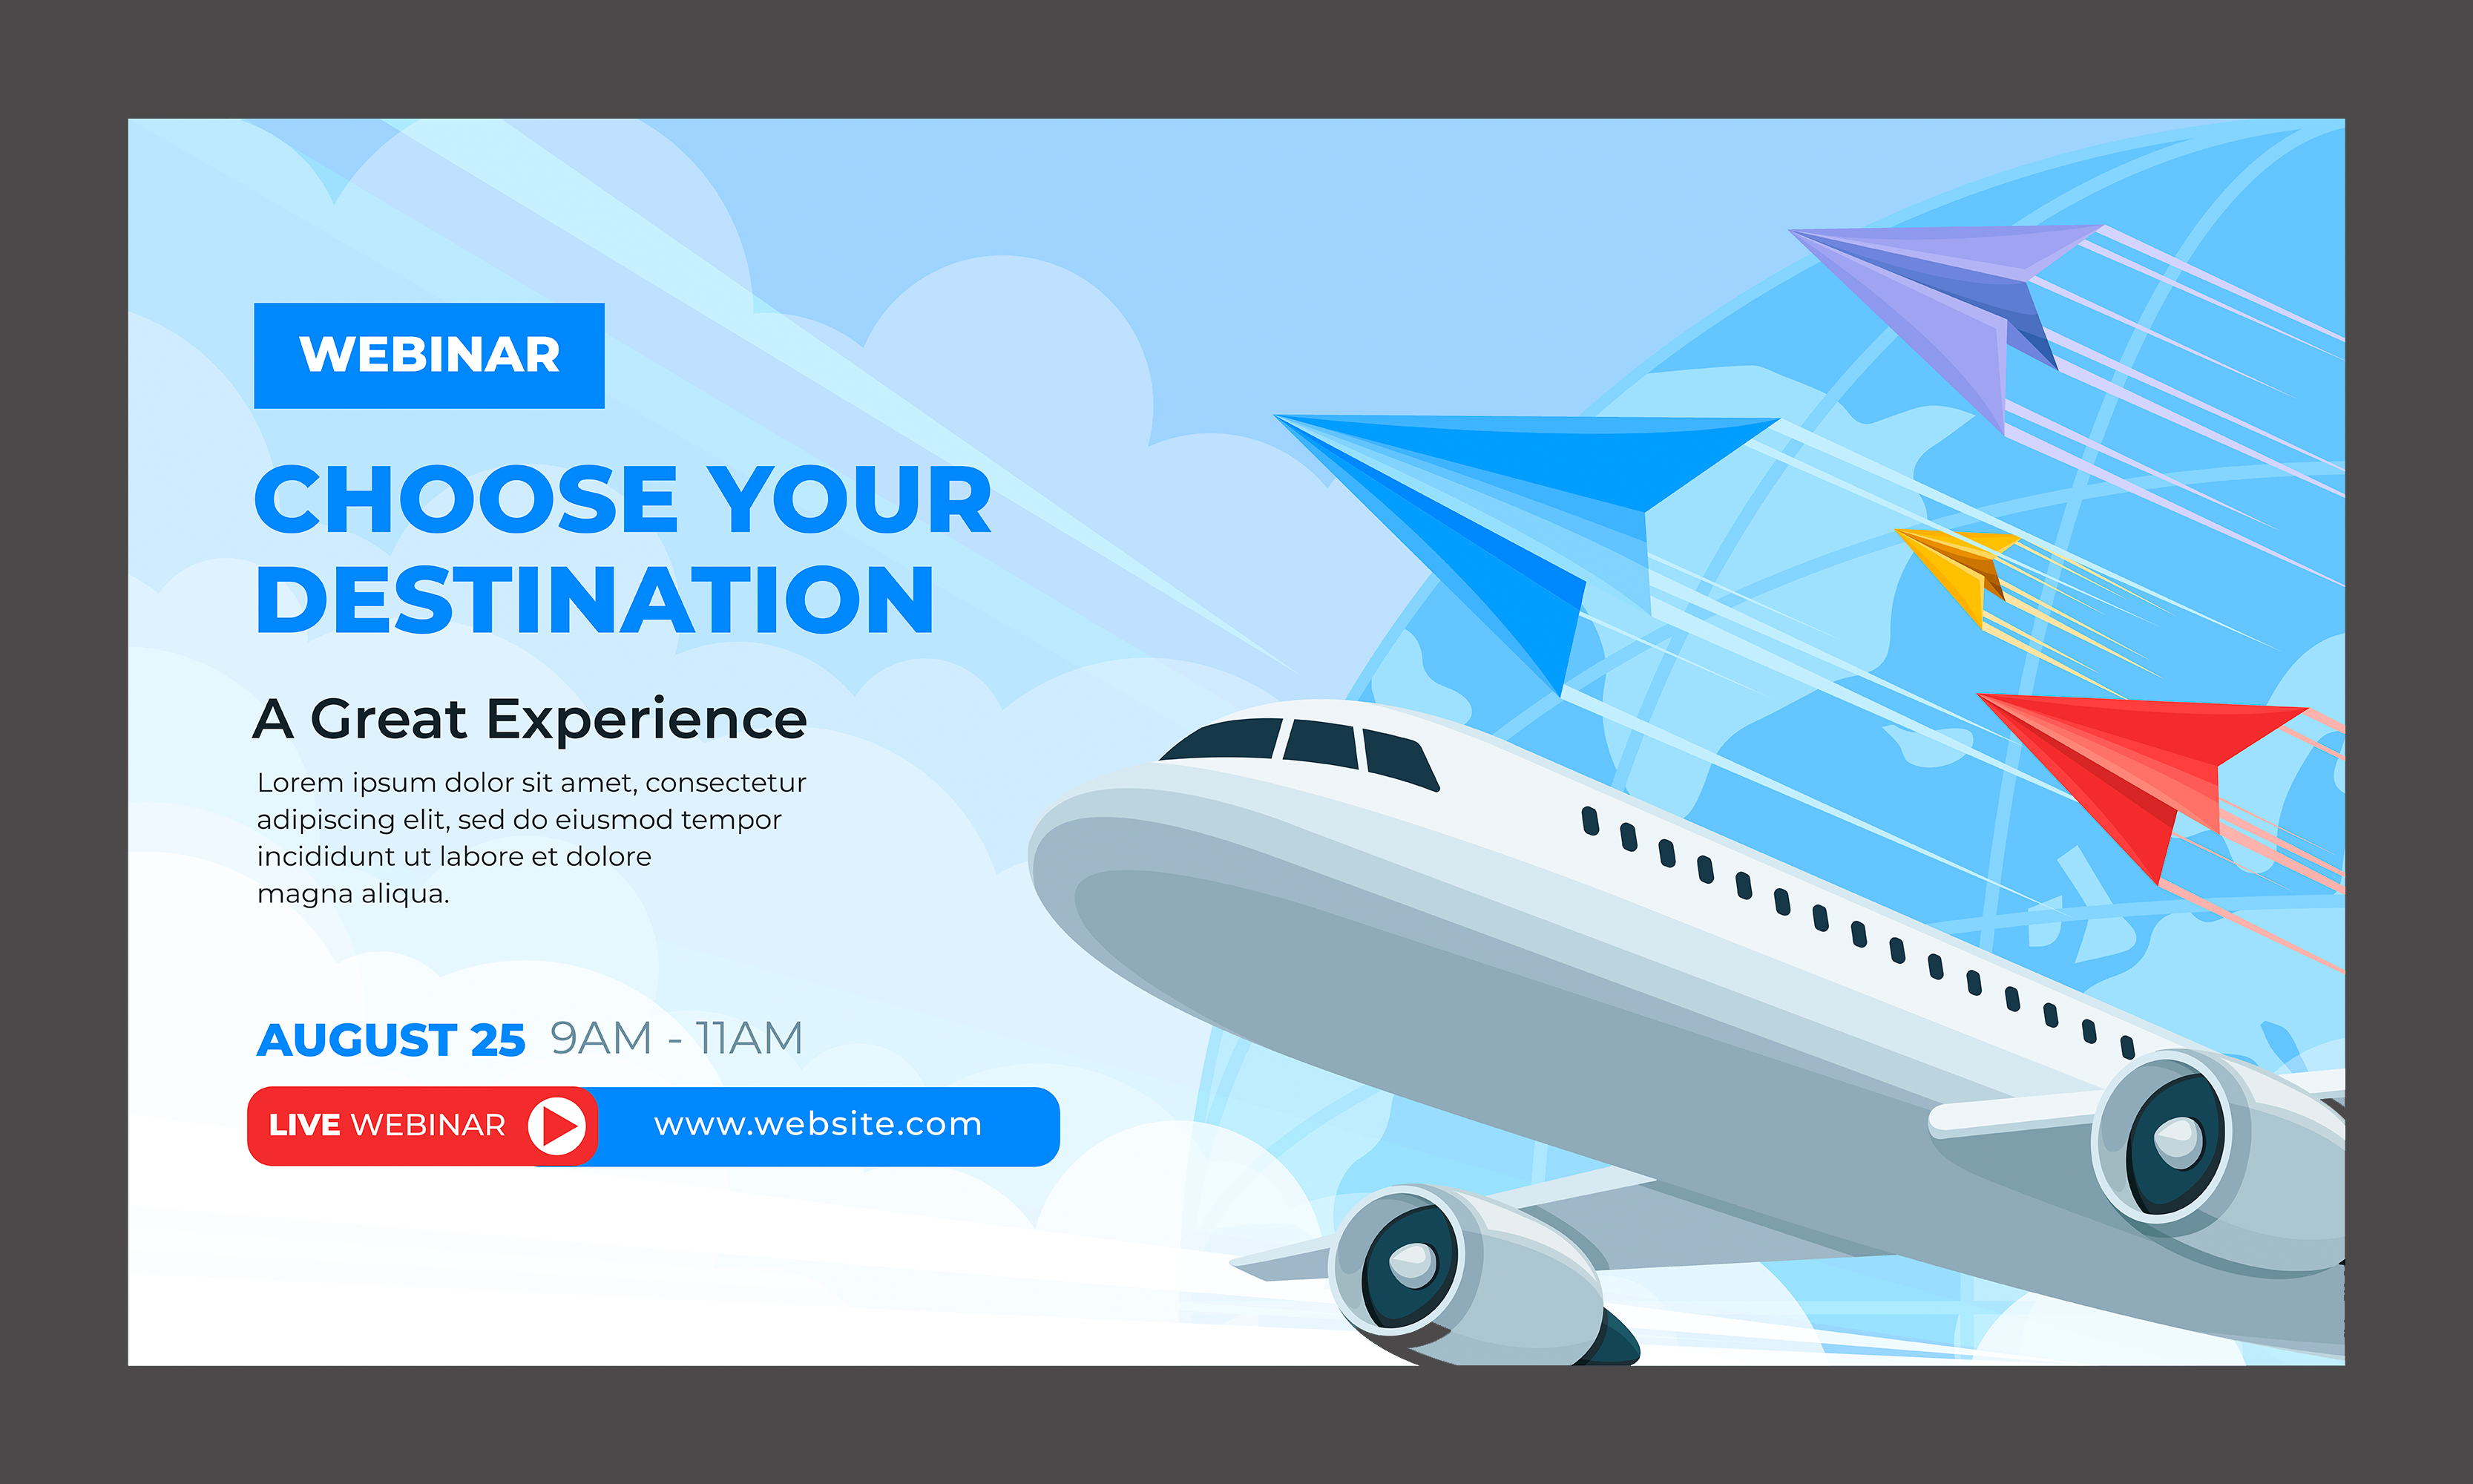 WEBINAR
CHOOSE YOUR
DESTINATION
A Great Experience
Lorem ipsum dolor sit amet, consectetur
adipiscing elit, sed do eiusmod tempor
incididunt ut labore et dolore
magna aliqua.
AUGUST 25 9AM - 11AM
LIVE WEBINAR www.website.com